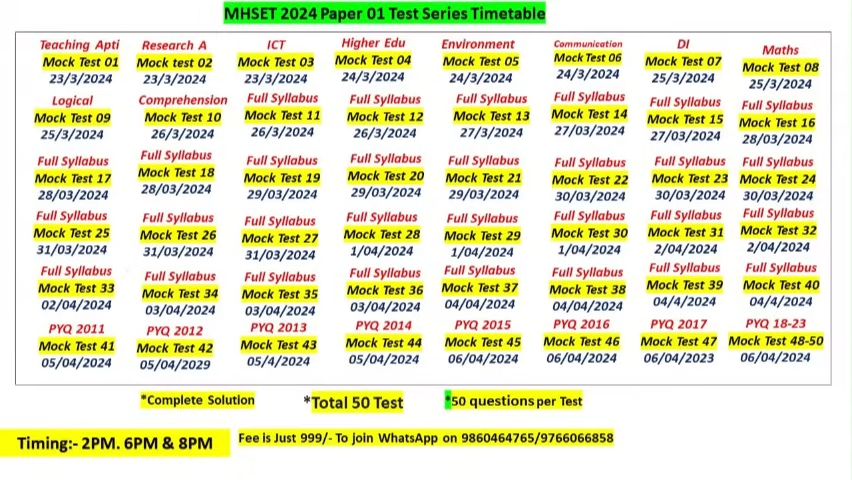 MHSET 2024 Paper 01 Test Series Timetable
Teaching Apti Research A ICT Higher Edu Environment Communication DI Maths
Mock Test 01 Mock test 02 Mock Test 03 Mock Test 04 Mock Test 05 Mock Test 06 Mock Test 07 Mock Test 08
23/3/2024 23/3/2024 23/3/2024 24/3/2024 24/3/2024 24/3/2024 25/3/2024 25/3/2024
Logical Comprehension Full Syllabus Full Syllabus Full Syllabus Full Syllabus Full Syllabus Full Syllabus
Mock Test 09 Mock Test 10 Mock Test 11 Mock Test 12 Mock Test 13 Mock Test 14 Mock Test 15 Mock Test 16
25/3/2024 26/3/2024 26/3/2024 26/3/2024 27/3/2024 27/03/2024 27/03/2024 28/03/2024
Full Syllabus Full Syllabus Full Syllabus Full Syllabus Full Syllabus Full Syllabus Full Syllabus Full Syllabus
Mock Test 17 Mock Test 18 Mock Test 19 Mock Test 20 Mock Test 21 Mock Test 22 Mock Test 23 Mock Test 24
28/03/2024 28/03/2024 29/03/2024 29/03/2024 29/03/2024 30/03/2024 30/03/2024 30/03/2024
Full Syllabus Full Syllabus Full Syllabus Full Syllabus Full Syllabus Full Syllabus Full Syllabus Full Syllabus
Mock Test 25 Mock Test 26 Mock Test 27 Mock Test 28 Mock Test 29 Mock Test 30 Mock Test 31 Mock Test 32
31/03/2024 31/03/2024 31/03/2024 1/04/2024 1/04/2024 1/04/2024 2/04/2024 2/04/2024
Full Syllabus Full Syllabus Full Syllabus Full Syllabus Full Syllabus Full Syllabus Full Syllabus Full Syllabus
Mock Test 33 Mock Test 34 Mock Test 35 Mock Test 36 Mock Test 37 Mock Test 38 Mock Test 39 Mock Test 40
02/04/2024 03/04/2024 03/04/2024 03/04/2024 04/04/2024 04/04/2024 04/4/2024 04/4/2024
PYQ 2011 PYQ 2012 PYQ 2013 PYQ 2014 PYQ 2015 PYQ 2016 PYQ 2017 PYQ 18-23
Mock Test 41 Mock Test 42 Mock Test 43 Mock Test 44 Mock Test 45 Mock Test 46 Mock Test 47 Mock Test 48-50
05/04/2024 05/04/2029 05/4/2024 05/04/2024 06/04/2024 06/04/2024 06/04/2023 06/04/2024
*Complete Solution *Total 50 Test *50 questions per Test
Timing:- 2PM. 6PM & 8PM Fee is Just 999/- To join WhatsApp on 9860464765/9766066858